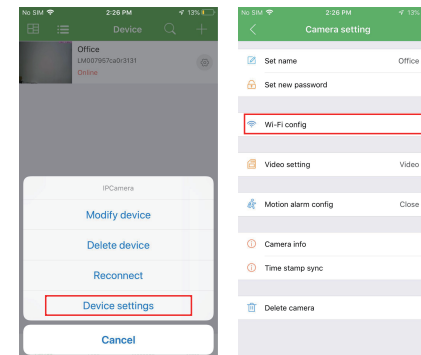 No SIM 2:26 PM 13%
Device
Office
LM007967ca0r3131
Online
IPCamera
Modify device
Delete device
Reconnect
Device settings
Cancel
No SIM 2:26 PM 13%
Camera setting
Set name Office
Set new password
Wi-Fi config
Video setting Video
Motion alarm config Close
Camera info
Time stamp sync
Delete camera